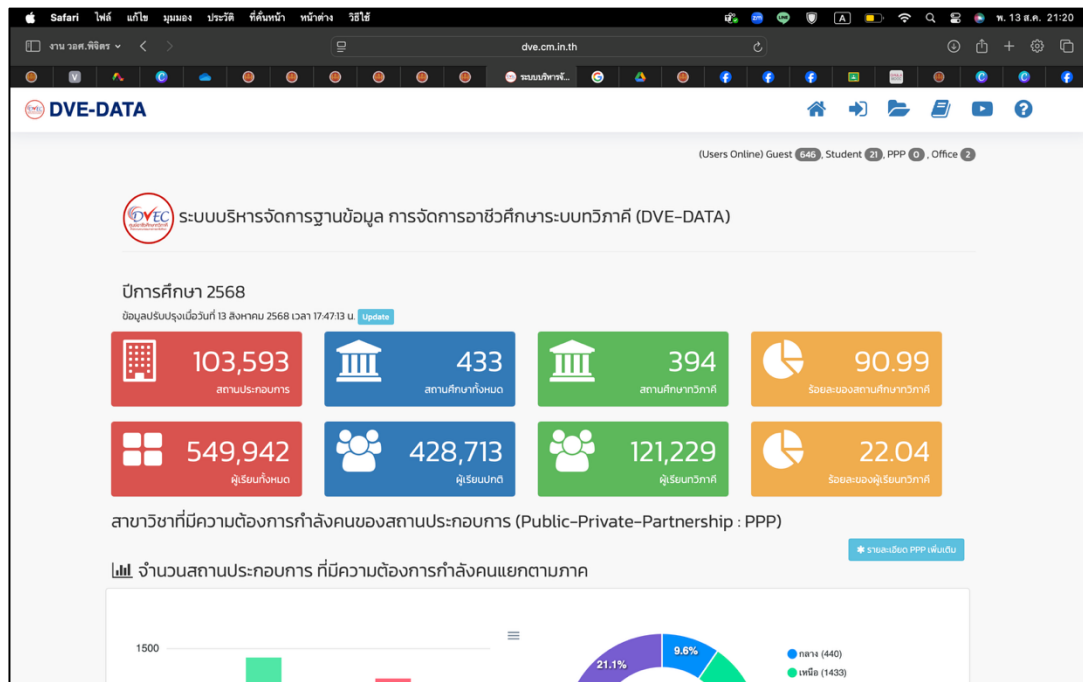 Safari ไฟล์ แก้ไข มุมมอง ประวัติ ที่คั่นหน้า หน้าต่าง วิธีใช้ A พ. 13 ส.ค. 21:20
งาน วอศ.พิจิตร dve.cm.in.th
ระบบบริหารจั...
DVE-DATA
(Users Online) Guest 646, Student 21, PPP 0 , Office 2
DVEC ระบบบริหารจัดการฐานข้อมูล การจัดการอาชีวศึกษาระบบทวิภาคี (DVE-DATA)
ปีการศึกษา 2568
ข้อมูลปรับปรุงเมื่อวันที่ 13 สิงหาคม 2568 เวลา 17:47:13 น. Update
103,593 433 394 90.99
สถานประกอบการ สถานศึกษาทั้งหมด สถานศึกษาทวิภาคี ร้อยละของสถานศึกษาทวิภาคี
549,942 428,713 121,229 22.04
ผู้เรียนทั้งหมด ผู้เรียนปกติ ผู้เรียนทวิภาคี ร้อยละของผู้เรียนทวิภาคี
สาขาวิชาที่มีความต้องการกำลังคนของสถานประกอบการ (Public-Private-Partnership : PPP)
รายละเอียด PPP เพิ่มเติม
จำนวนสถานประกอบการ ที่มีความต้องการกำลังคนแยกตามภาค
1500
9.6%
21.1%
กลาง (440)
เหนือ (1433)